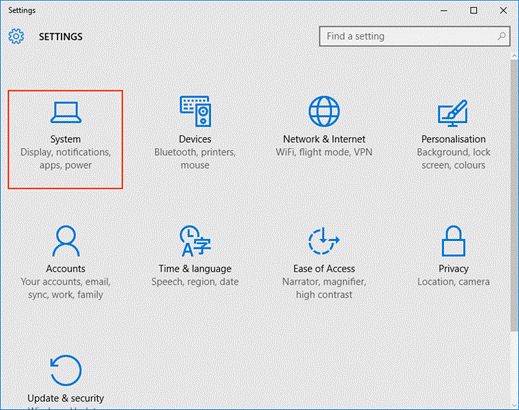 Settings
SETTINGS
Find a setting
System
Display, notifications,
apps, power
Devices
Bluetooth, printers,
mouse
Network & Internet
WiFi, flight mode, VPN
Personalisation
Background, lock
screen, colours
Accounts
Your accounts, email,
sync, work, family
Time & language
Speech, region, date
Ease of Access
Narrator, magnifier,
high contrast
Privacy
Location, camera
Update & security